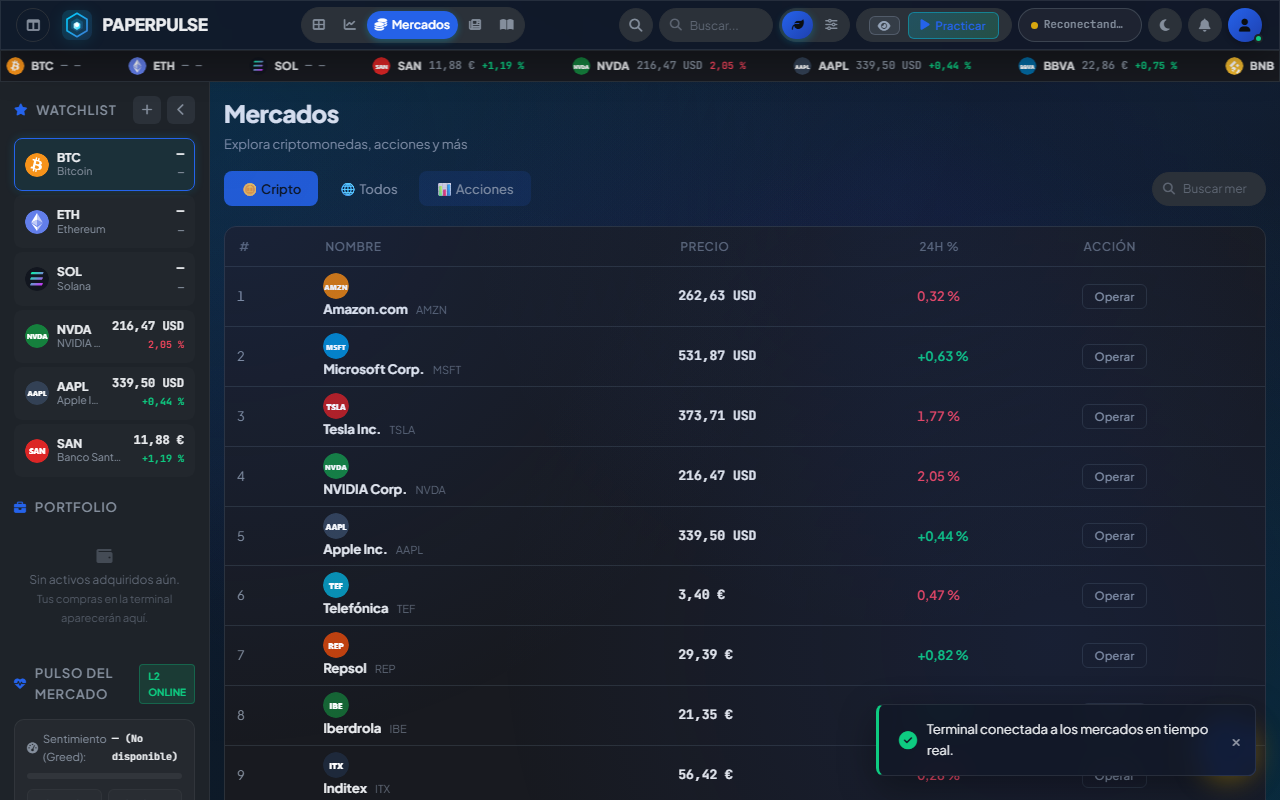 PAPERPULSE
Mercados
Buscar...
Practicar
Reconectand…
BTC — —
ETH — —
SOL — —
SAN SAN 11,88 € +1,19 %
NVDA NVDA 216,47 USD 2,05 %
AAPL AAPL 339,50 USD +0,44 %
BBVA BBVA 22,86 € +0,75 %
BNB
WATCHLIST
BTC —
Bitcoin —
ETH —
Ethereum —
SOL —
Solana —
NVDA NVDA 216,47 USD
NVIDIA ... 2,05 %
AAPL AAPL 339,50 USD
Apple I... +0,44 %
SAN SAN 11,88 €
Banco Sant... +1,19 %
PORTFOLIO
Sin activos adquiridos aún.
Tus compras en la terminal
aparecerán aquí.
PULSO DEL
MERCADO
L2
ONLINE
Sentimiento
(Greed):
— (No
disponible)
Mercados
Explora criptomonedas, acciones y más
Cripto
Todos
Acciones
Buscar mer
# NOMBRE PRECIO 24H % ACCIÓN
AMZN
1 Amazon.com AMZN 262,63 USD 0,32 % Operar
MSFT
2 Microsoft Corp. MSFT 531,87 USD +0,63 % Operar
TSLA
3 Tesla Inc. TSLA 373,71 USD 1,77 % Operar
NVDA
4 NVIDIA Corp. NVDA 216,47 USD 2,05 % Operar
AAPL
5 Apple Inc. AAPL 339,50 USD +0,44 % Operar
TEF
6 Telefónica TEF 3,40 € 0,47 % Operar
REP
7 Repsol REP 29,39 € +0,82 % Operar
IBE
8 Iberdrola IBE 21,35 €
ITX
9 Inditex ITX 56,42 € Operar
Terminal conectada a los mercados en tiempo
real.